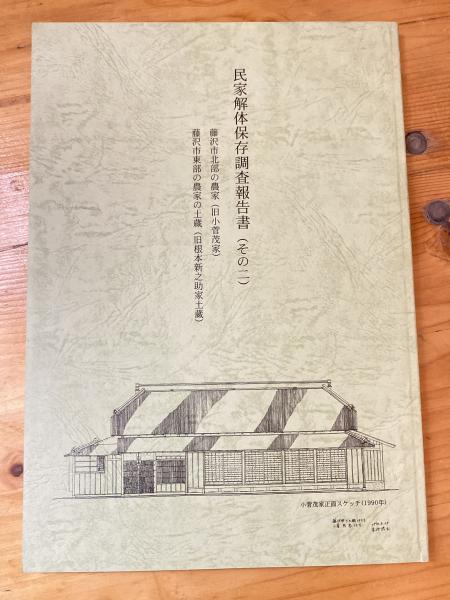 民家解体保存調査報告書（その二）
藤沢市北部の農家（旧小菅茂家）
藤沢市東部の農家の土蔵（旧根本新之助家土蔵）
小菅茂家正面スケッチ(1990年)